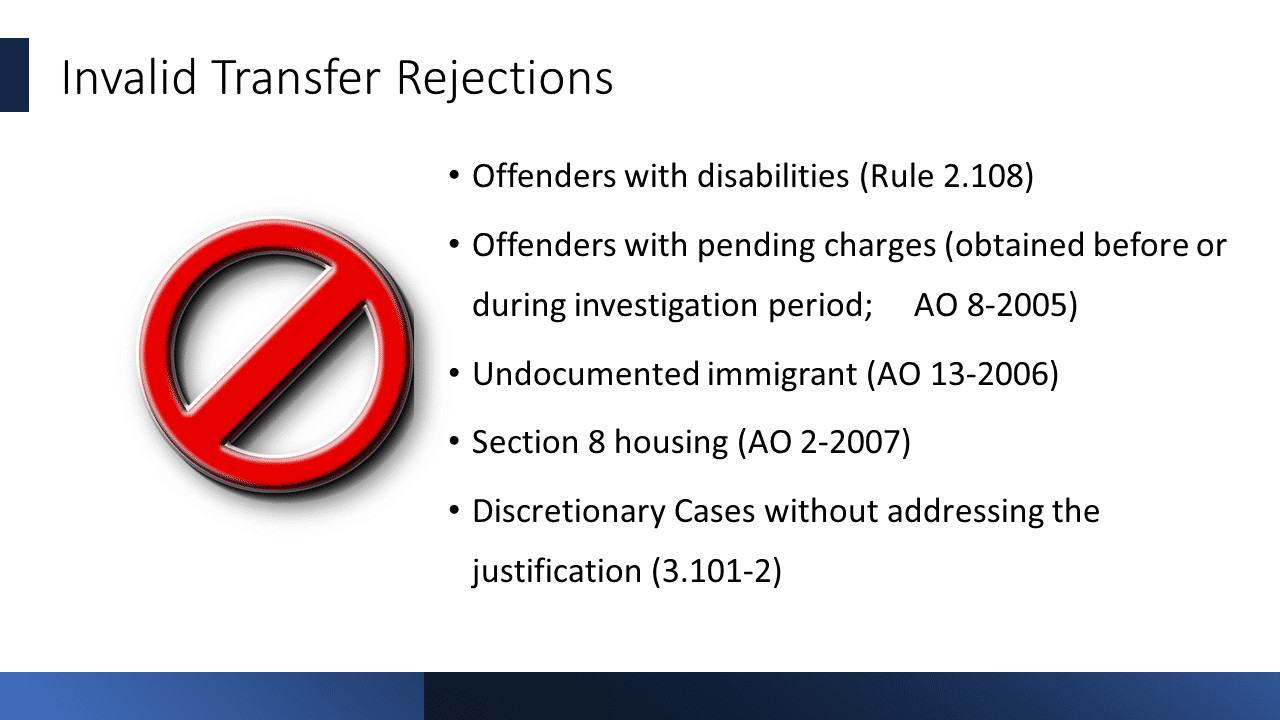 Invalid Transfer Rejections
• Offenders with disabilities (Rule 2.108)
• Offenders with pending charges (obtained before or
during investigation period; AO 8-2005)
• Undocumented immigrant (AO 13-2006)
• Section 8 housing (AO 2-2007)
• Discretionary Cases without addressing the
justification (3.101-2)